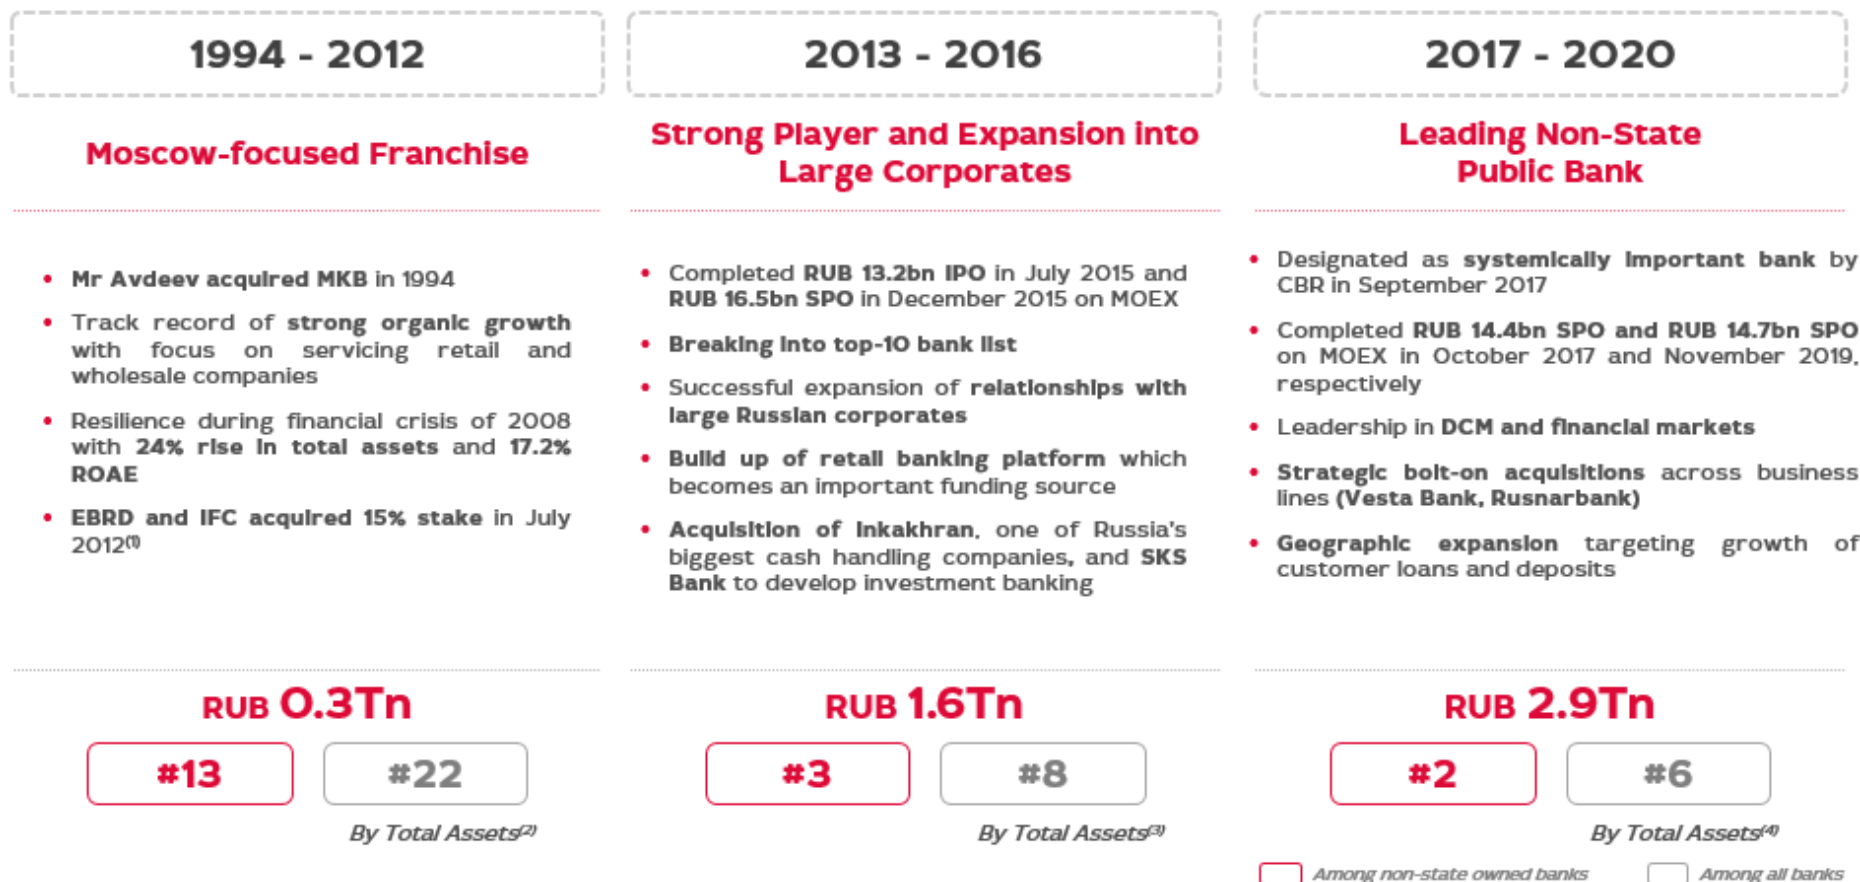 1994 - 2012
Moscow-focused Franchise
• Mr Avdeev acquired MKB in 1994
• Track record of strong organic growth
with focus on servicing retail and
wholesale companies
• Resilience during financial crisis of 2008
with 24% rise in total assets and 17.2%
ROAE
• EBRD and IFC acquired 15% stake in July
2012(1)
RUB 0.3Tn
#13 #22
By Total Assets(2)
2013 - 2016
Strong Player and Expansion into
Large Corporates
• Completed RUB 13.2bn IPO in July 2015 and
RUB 16.5bn SPO in December 2015 on MOEX
• Breaking into top-10 bank list
• Successful expansion of relationships with
large Russian corporates
• Build up of retail banking platform which
becomes an important funding source
• Acquisition of Inkakhran, one of Russia's
biggest cash handling companies, and SKS
Bank to develop investment banking
RUB 1.6Tn
#3 #8
By Total Assets(3)
2017 - 2020
Leading Non-State
Public Bank
• Designated as systemically important bank by
CBR in September 2017
• Completed RUB 14.4bn SPO and RUB 14.7bn SPO
on MOEX in October 2017 and November 2019,
respectively
• Leadership in DCM and financial markets
• Strategic bolt-on acquisitions across business
lines (Vesta Bank, Rusnarbank)
• Geographic expansion targeting growth of
customer loans and deposits
RUB 2.9Tn
#2 #6
By Total Assets(4)
Among non-state owned banks Among all banks